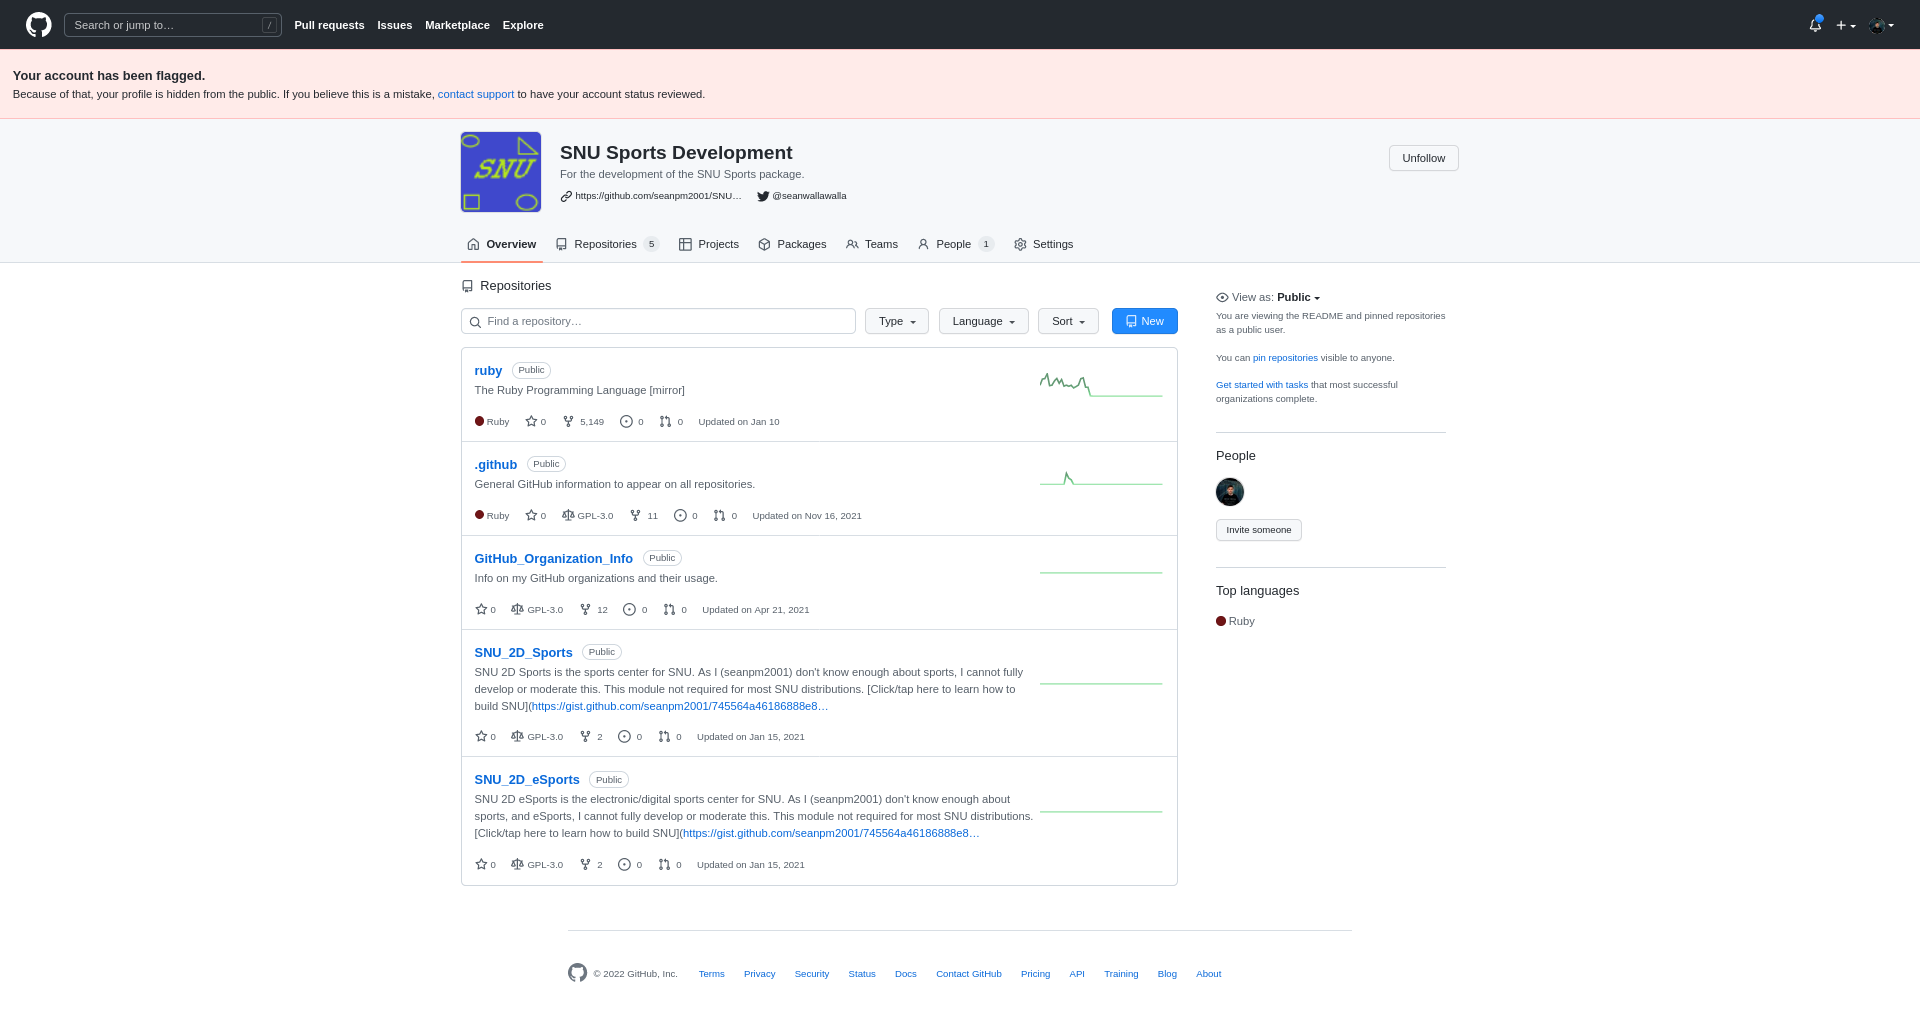 Search or jump to… /
Pull requests Issues Marketplace Explore
Your account has been flagged.
Because of that, your profile is hidden from the public. If you believe this is a mistake, contact support to have your account status reviewed.
SNU
SNU Sports Development
For the development of the SNU Sports package.
https://github.com/seanpm2001/SNU… @seanwallawalla
Unfollow
Overview Repositories 5 Projects Packages Teams People 1 Settings
Repositories
Find a repository…
Type Language Sort New
ruby Public
The Ruby Programming Language [mirror]
Ruby 0 5,149 0 0 Updated on Jan 10
.github Public
General GitHub information to appear on all repositories.
Ruby 0 GPL-3.0 11 0 0 Updated on Nov 16, 2021
GitHub_Organization_Info Public
Info on my GitHub organizations and their usage.
0 GPL-3.0 12 0 0 Updated on Apr 21, 2021
SNU_2D_Sports Public
SNU 2D Sports is the sports center for SNU. As I (seanpm2001) don't know enough about sports, I cannot fully
develop or moderate this. This module not required for most SNU distributions. [Click/tap here to learn how to
build SNU](https://gist.github.com/seanpm2001/745564a46186888e8…
0 GPL-3.0 2 0 0 Updated on Jan 15, 2021
SNU_2D_eSports Public
SNU 2D eSports is the electronic/digital sports center for SNU. As I (seanpm2001) don't know enough about
sports, and eSports, I cannot fully develop or moderate this. This module not required for most SNU distributions.
[Click/tap here to learn how to build SNU](https://gist.github.com/seanpm2001/745564a46186888e8…
0 GPL-3.0 2 0 0 Updated on Jan 15, 2021
View as: Public
You are viewing the README and pinned repositories
as a public user.
You can pin repositories visible to anyone.
Get started with tasks that most successful
organizations complete.
People
Invite someone
Top languages
Ruby
© 2022 GitHub, Inc. Terms Privacy Security Status Docs Contact GitHub Pricing API Training Blog About